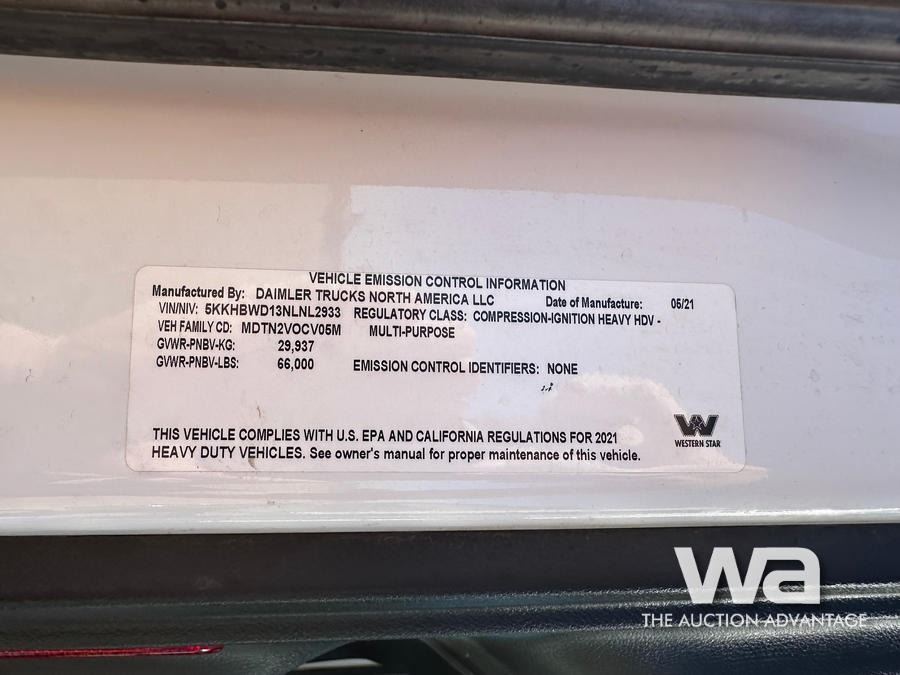 VEHICLE EMISSION CONTROL INFORMATION
Manufactured By: DAIMLER TRUCKS NORTH AMERICA LLC Date of Manufacture: 05/21
VIN/NIV: 5KKHBWD13NLNL2933 REGULATORY CLASS: COMPRESSION-IGNITION HEAVY HDV -
VEH FAMILY CD: MDTN2VOCV05M MULTI-PURPOSE
GVWR-PNBV-KG: 29,937
GVWR-PNBV-LBS: 66,000 EMISSION CONTROL IDENTIFIERS: NONE
THIS VEHICLE COMPLIES WITH U.S. EPA AND CALIFORNIA REGULATIONS FOR 2021
HEAVY DUTY VEHICLES. See owner's manual for proper maintenance of this vehicle.
WESTERN STAR
wa
THE AUCTION ADVANTAGE